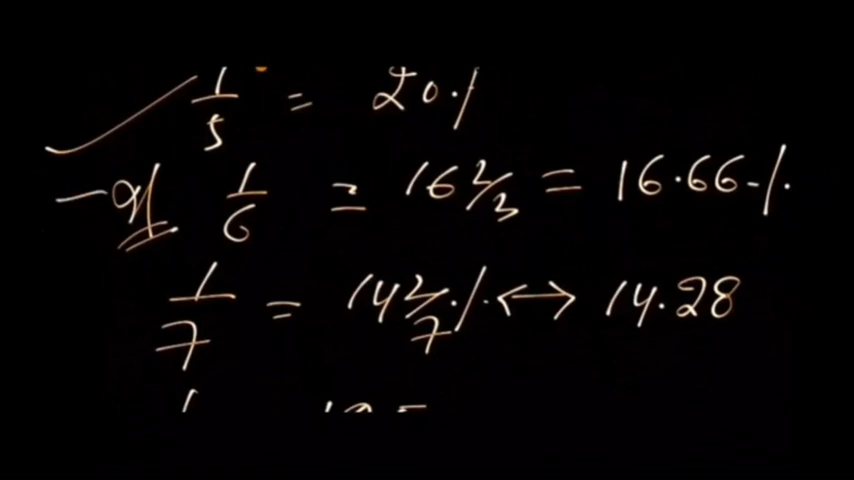 1/5 = 20%
1/6 = 16 2/3 = 16.66%
1/7 = 14 2/7 % ↔ 14.28